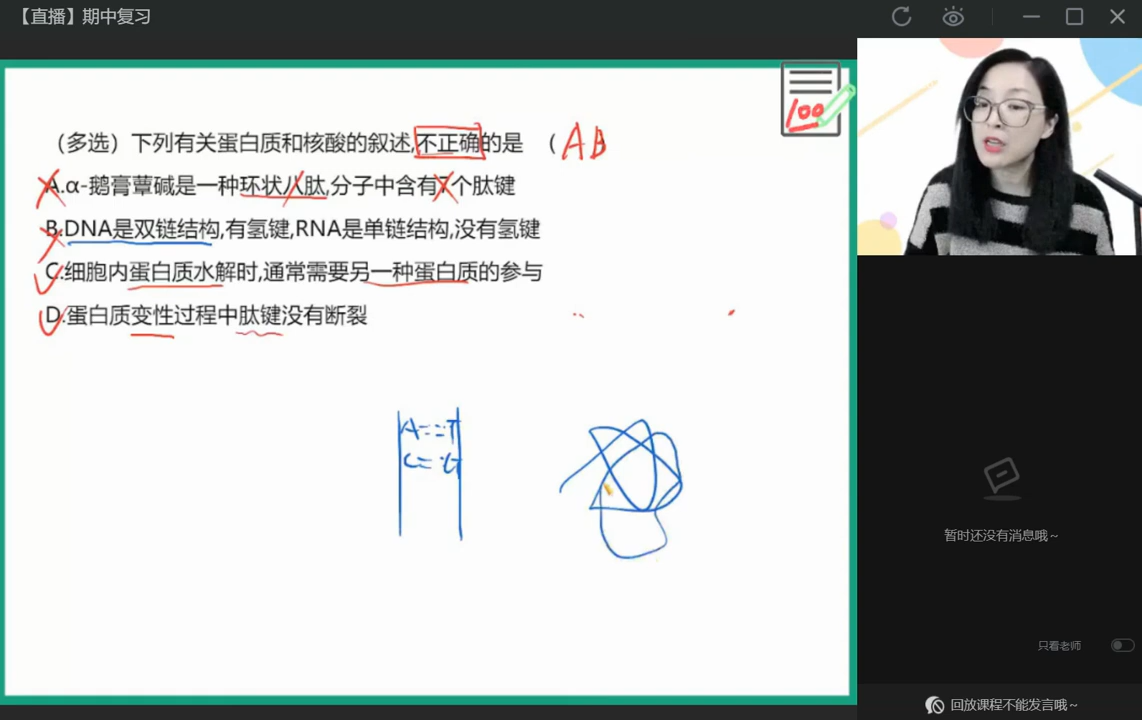 【直播】期中复习
100
（多选）下列有关蛋白质和核酸的叙述,不正确的是 （ AB
A.α-鹅膏蕈碱是一种环状八肽,分子中含有7个肽键
B.DNA是双链结构,有氢键,RNA是单链结构,没有氢键
C.细胞内蛋白质水解时,通常需要另一种蛋白质的参与
D.蛋白质变性过程中肽键没有断裂
A==T
C=G
暂时还没有消息哦～
只看老师
回放课程不能发言哦～